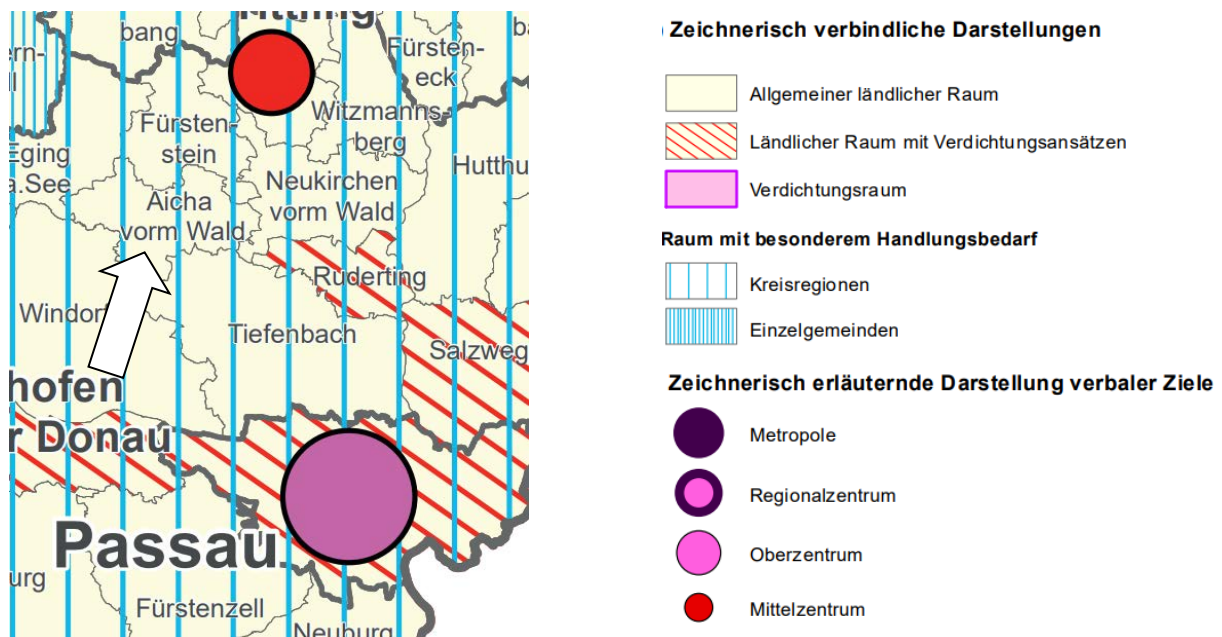 bang
Fürsten-
eck
ern-
Witzmanns-
berg
Fürsten-
stein
Eging
a.See
Hutthu
Neukirchen
vorm Wald
Aicha
vorm Wald
Ruderting
Windorf
Tiefenbach
Salzweg
hofen
r Donau
Passau
urg
Fürstenzell
Neuburg
Zeichnerisch verbindliche Darstellungen
Allgemeiner ländlicher Raum
Ländlicher Raum mit Verdichtungsansätzen
Verdichtungsraum
Raum mit besonderem Handlungsbedarf
Kreisregionen
Einzelgemeinden
Zeichnerisch erläuternde Darstellung verbaler Ziele
Metropole
Regionalzentrum
Oberzentrum
Mittelzentrum